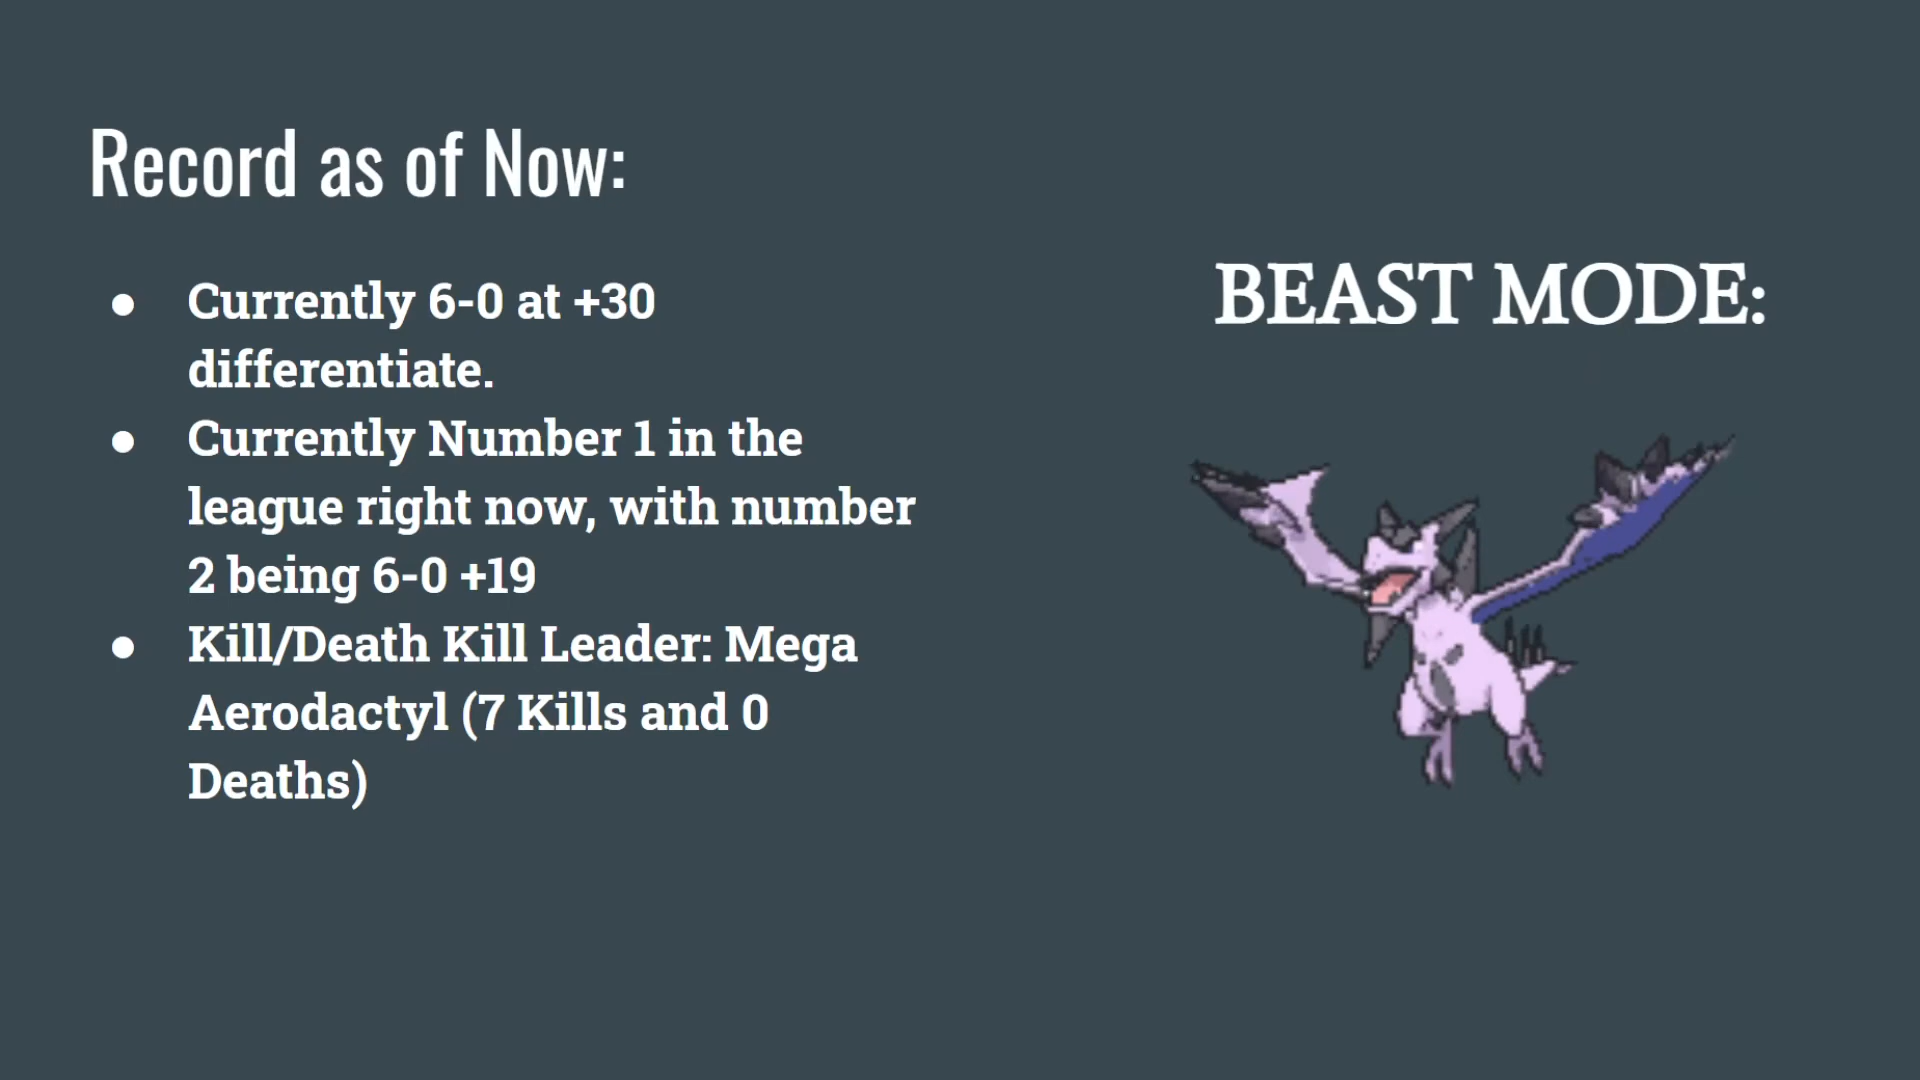 Record as of Now:
● Currently 6-0 at +30
differentiate.
● Currently Number 1 in the
league right now, with number
2 being 6-0 +19
● Kill/Death Kill Leader: Mega
Aerodactyl (7 Kills and 0
Deaths)
BEAST MODE: